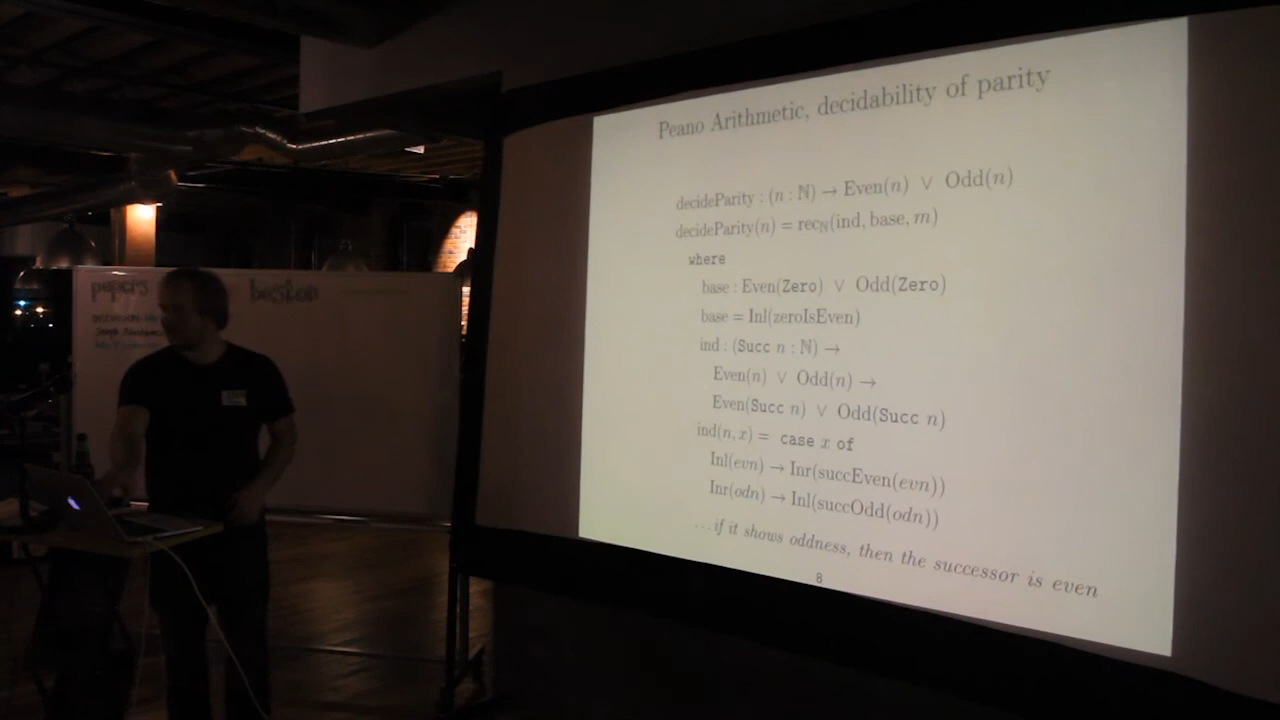 Peano Arithmetic, decidability of parity
decideParity : (n : ℕ) → Even(n) ∨ Odd(n)
decideParity(n) = recℕ(ind, base, m)
where
base : Even(Zero) ∨ Odd(Zero)
base = Inl(zeroIsEven)
ind : (Succ n : ℕ) →
Even(n) ∨ Odd(n) →
Even(Succ n) ∨ Odd(Succ n)
ind(n, x) = case x of
Inl(evn) → Inr(succEven(evn))
Inr(odn) → Inl(succOdd(odn))
...if it shows oddness, then the successor is even
8
papers
boston